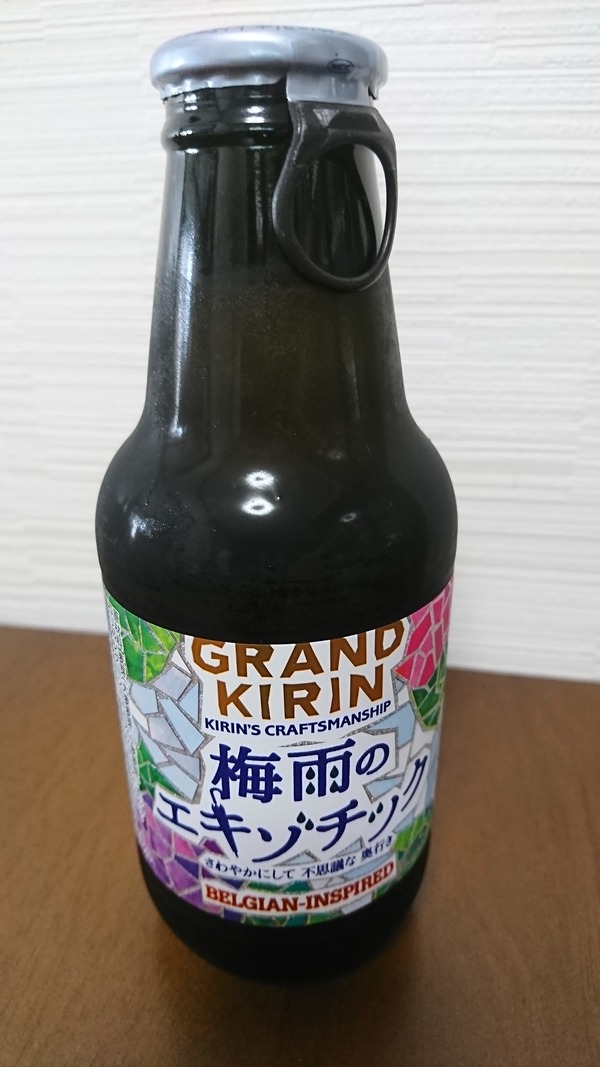 GRAND
KIRIN
KIRIN'S CRAFTSMANSHIP
梅雨の
エキゾチック
さわやかにして 不思議な 奥行き
BELGIAN-INSPIRED